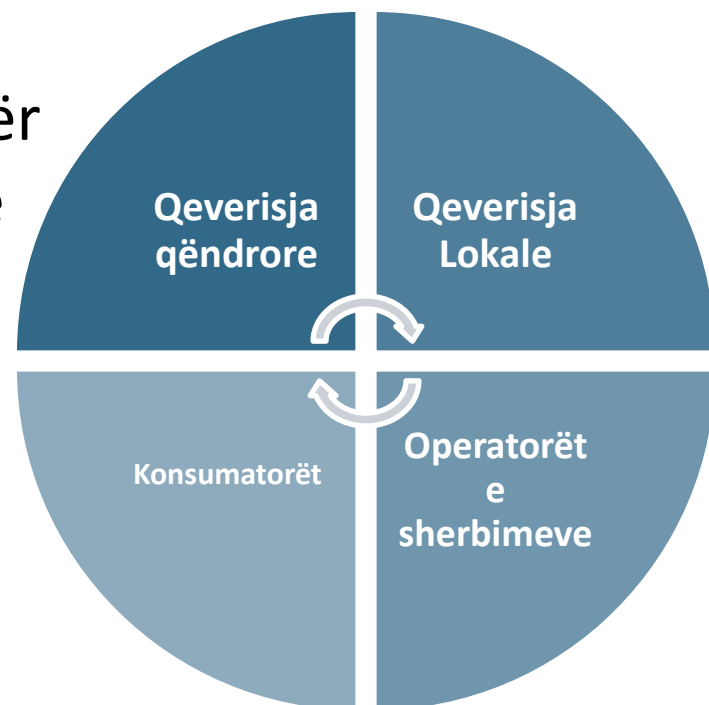 Qeverisja
qëndrore
Qeverisja
Lokale
Konsumatorët
Operatorët
e
sherbimeve